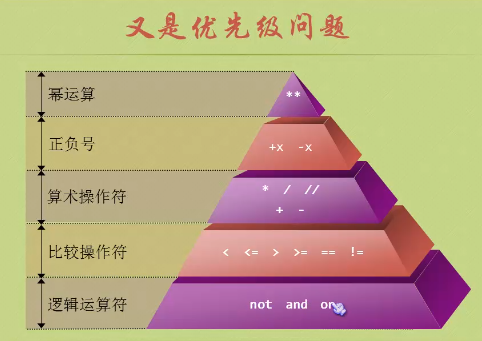 又是优先级问题
幂运算
**
正负号
+x -x
算术操作符
* / //
+ -
比较操作符
< <= > >= == !=
逻辑运算符
not and or